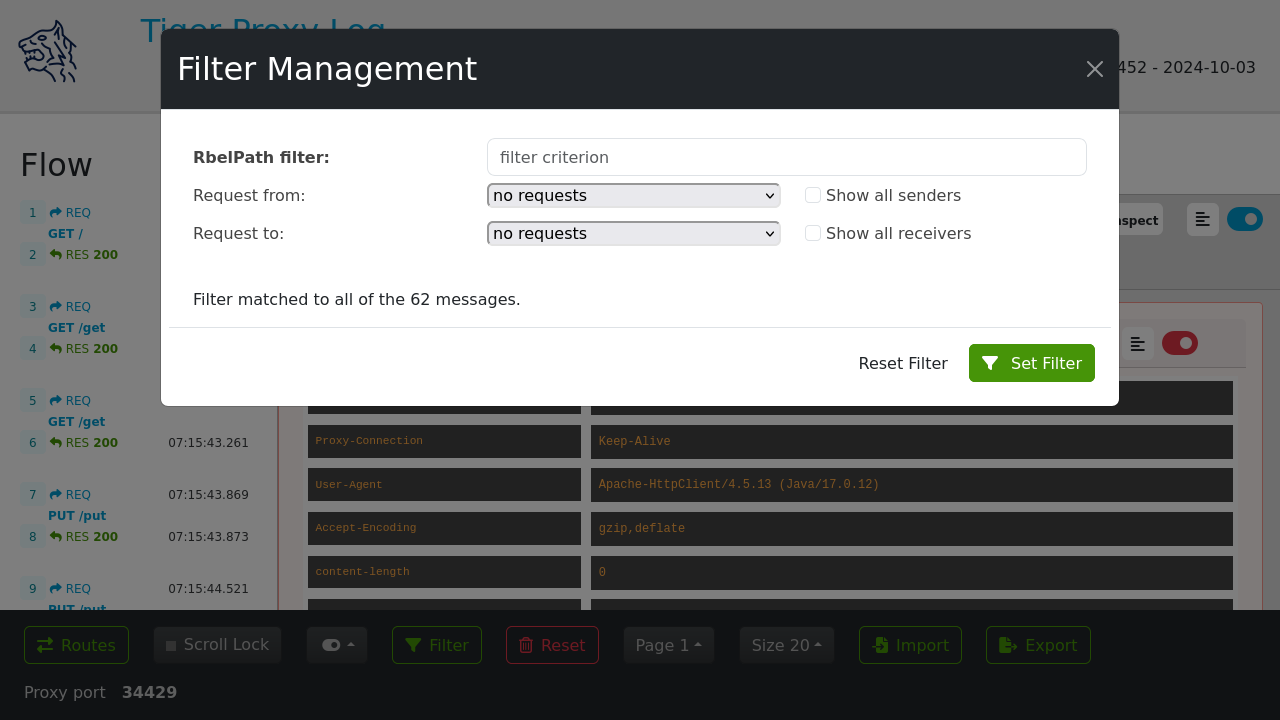 Tiger Proxy Log
452 - 2024-10-03
Filter Management
RbelPath filter: filter criterion
Request from: no requests Show all senders
Request to: no requests Show all receivers
Filter matched to all of the 62 messages.
Reset Filter Set Filter
Flow
1 REQ
GET /
2 RES 200
3 REQ
GET /get
4 RES 200
5 REQ
GET /get
6 RES 200 07:15:43.261
7 REQ 07:15:43.869
PUT /put
8 RES 200 07:15:43.873
9 REQ 07:15:44.521
PUT /put
nspect
Proxy-Connection Keep-Alive
User-Agent Apache-HttpClient/4.5.13 (Java/17.0.12)
Accept-Encoding gzip,deflate
content-length 0
Routes Scroll Lock Filter Reset Page 1 Size 20 Import Export
Proxy port 34429